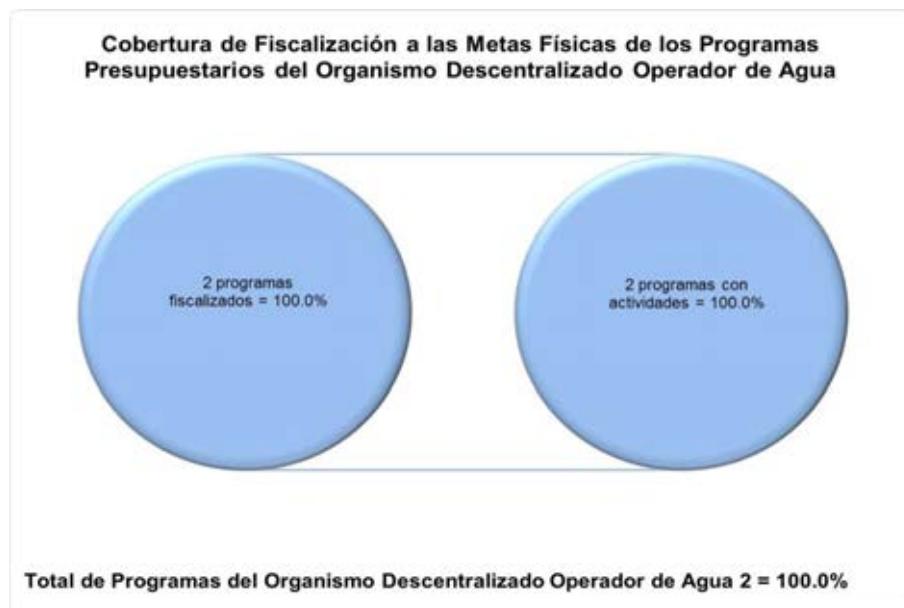 Cobertura de Fiscalización a las Metas Físicas de los Programas
Presupuestarios del Organismo Descentralizado Operador de Agua
2 programas
fiscalizados = 100.0%
2 programas con
actividades = 100.0%
Total de Programas del Organismo Descentralizado Operador de Agua 2 = 100.0%